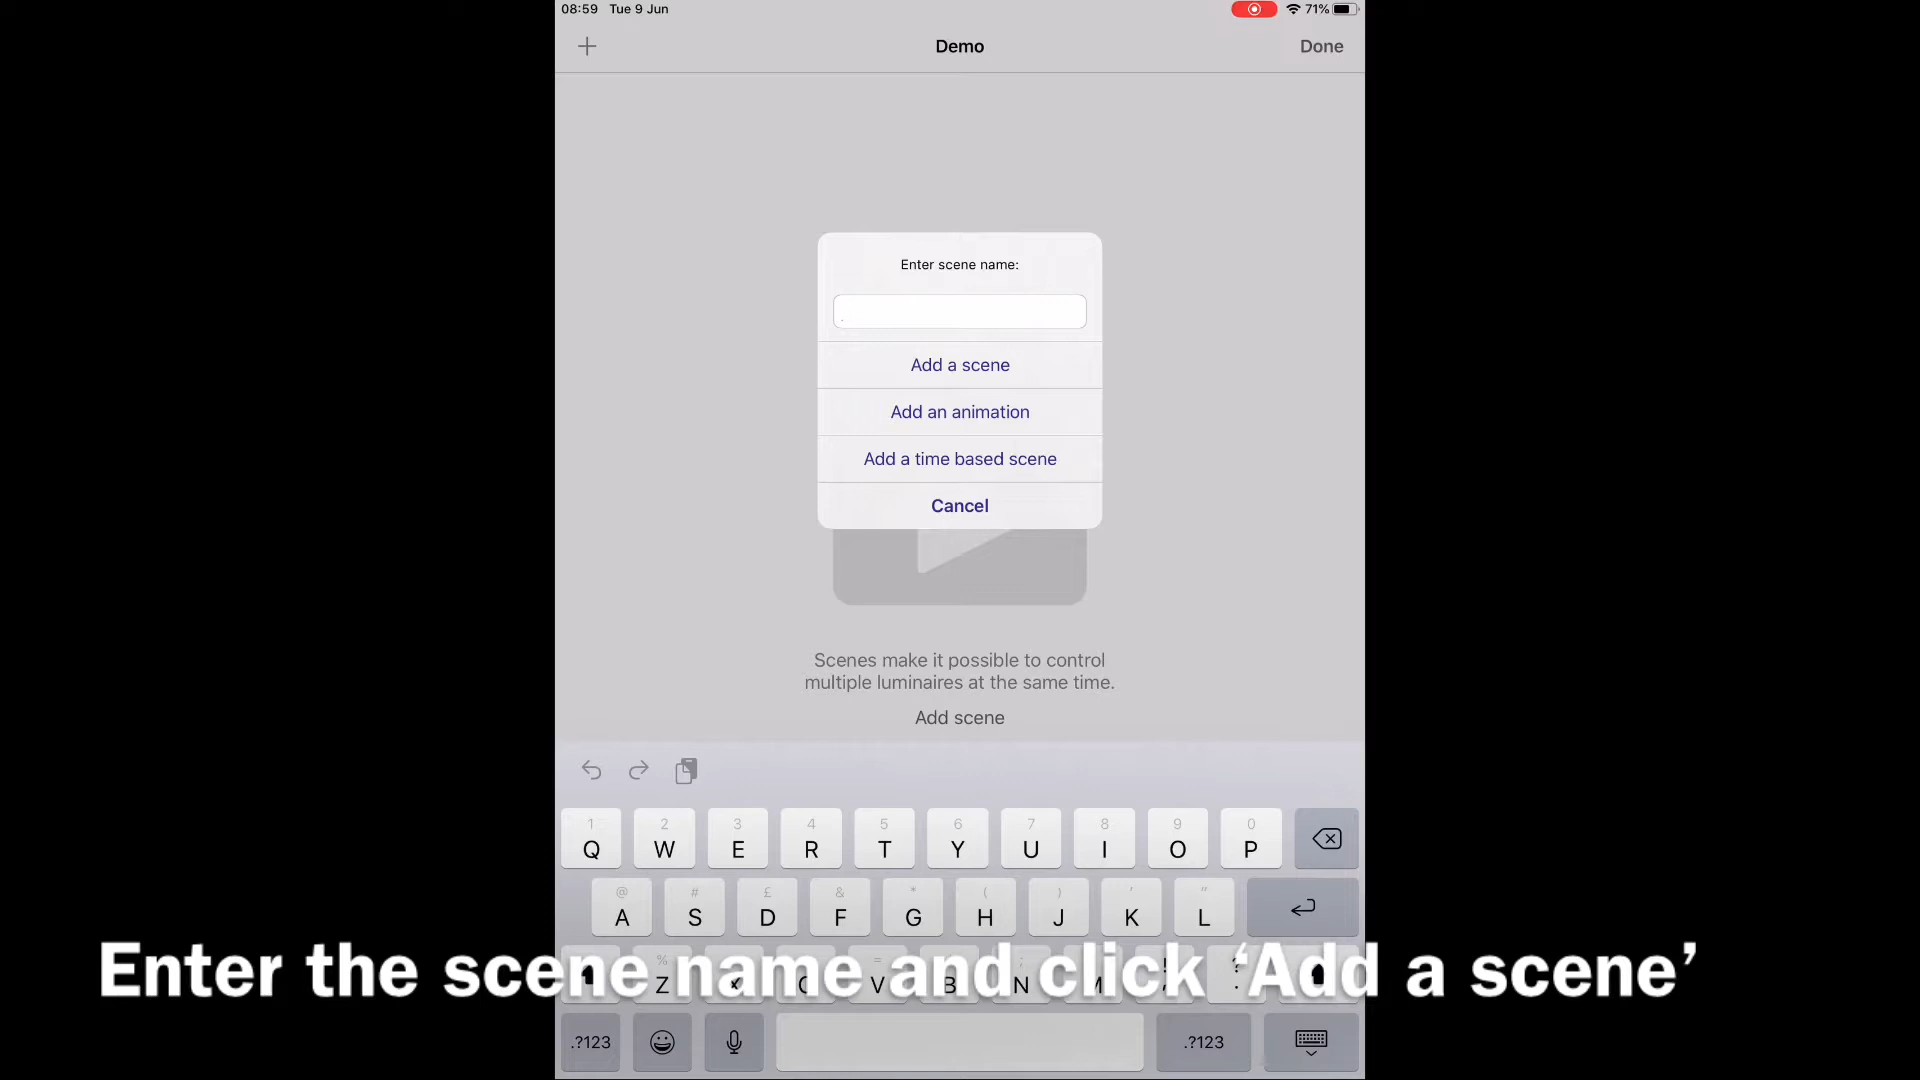 08:59 Tue 9 Jun 71%
Demo Done
Enter scene name:
Add a scene
Add an animation
Add a time based scene
Cancel
Scenes make it possible to control
multiple luminaires at the same time.
Add scene
1 2 3 4 5 6 7 8 9 0
Q W E R T Y U I O P
@ # £ & * ( ) ' "
A S D F G H J K L
Enter the scene name and click ‘Add a scene’
% = ;
Z X C V B N M ! ? .
.?123 .?123